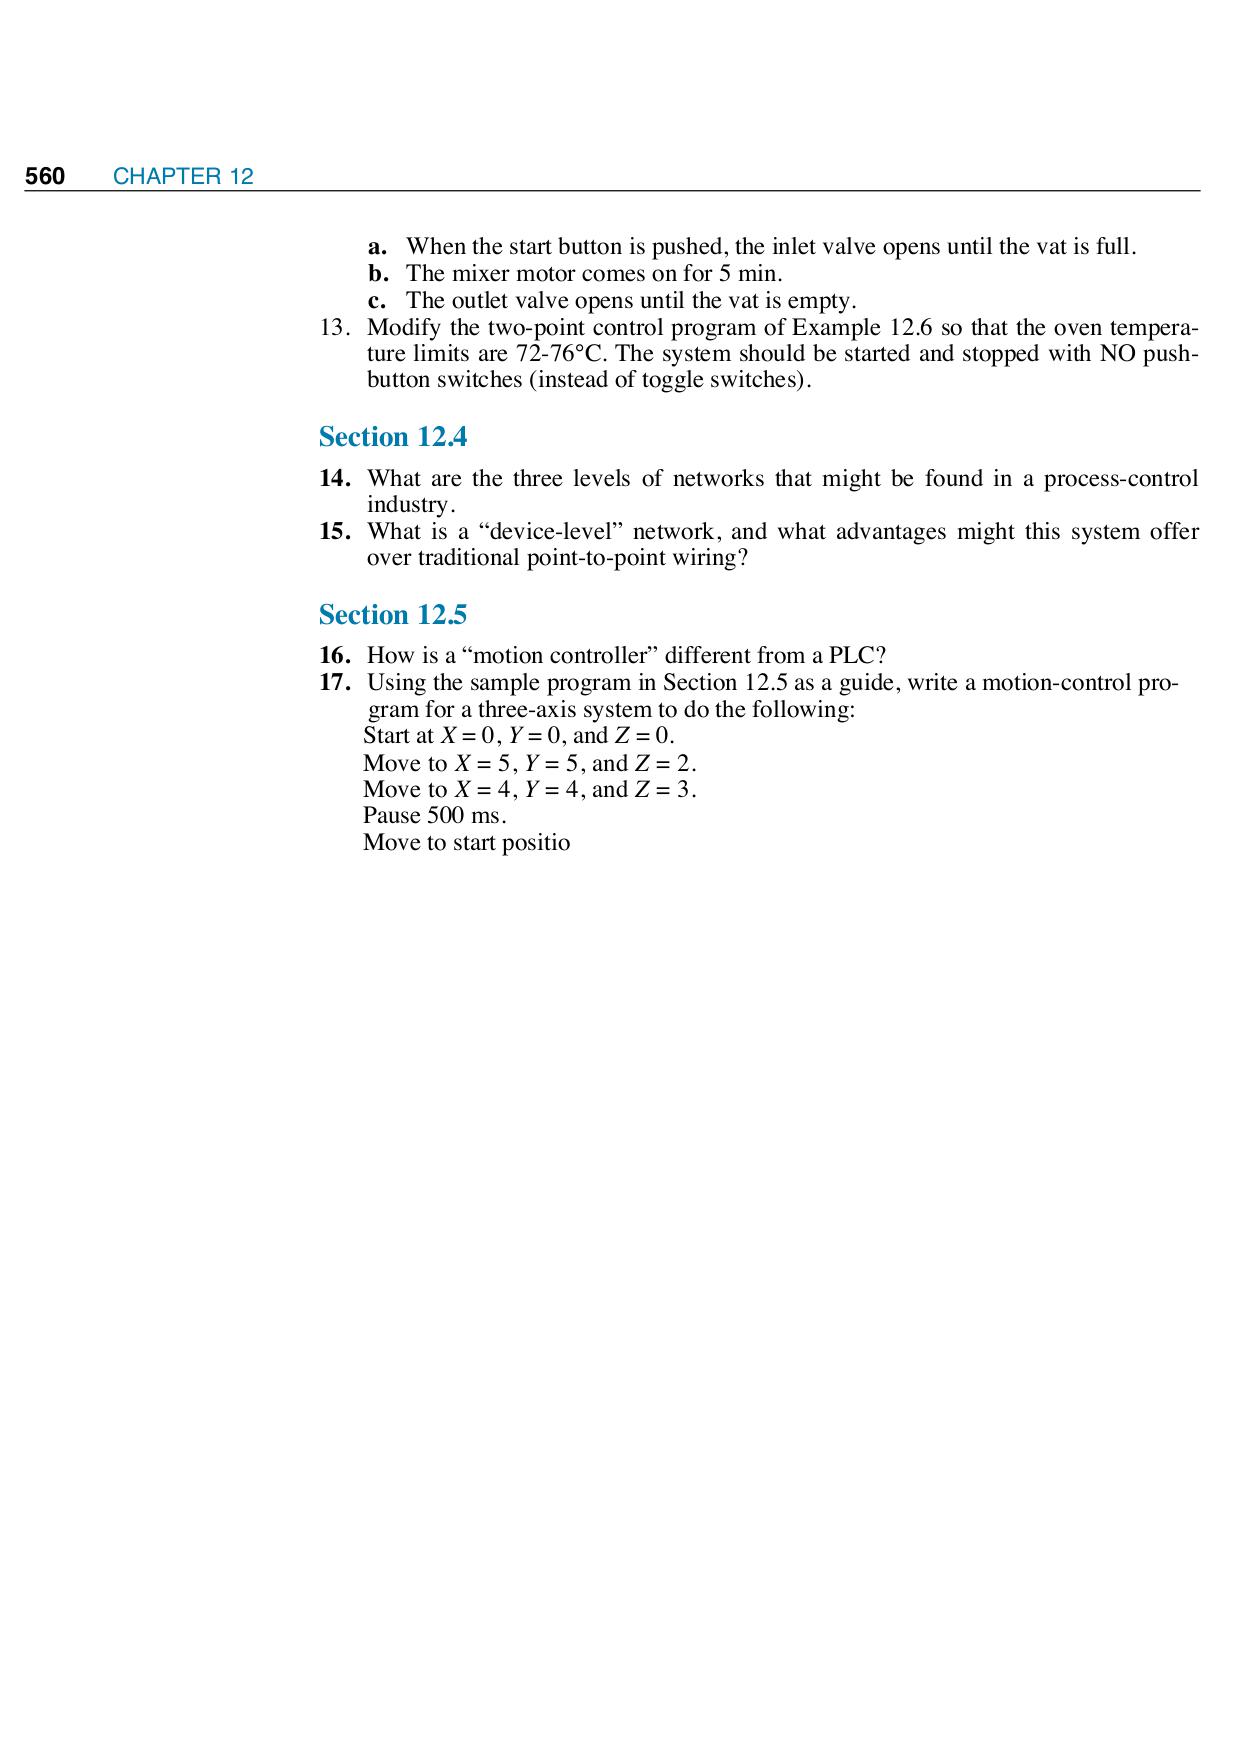 560 CHAPTER 12
a. When the start button is pushed, the inlet valve opens until the vat is full.
b. The mixer motor comes on for 5 min.
c. The outlet valve opens until the vat is empty.
13. Modify the two-point control program of Example 12.6 so that the oven tempera-
ture limits are 72-76°C. The system should be started and stopped with NO push-
button switches (instead of toggle switches).
Section 12.4
14. What are the three levels of networks that might be found in a process-control
industry.
15. What is a “device-level” network, and what advantages might this system offer
over traditional point-to-point wiring?
Section 12.5
16. How is a “motion controller” different from a PLC?
17. Using the sample program in Section 12.5 as a guide, write a motion-control pro-
gram for a three-axis system to do the following:
Start at X = 0, Y = 0, and Z = 0.
Move to X = 5, Y = 5, and Z = 2.
Move to X = 4, Y = 4, and Z = 3.
Pause 500 ms.
Move to start positio